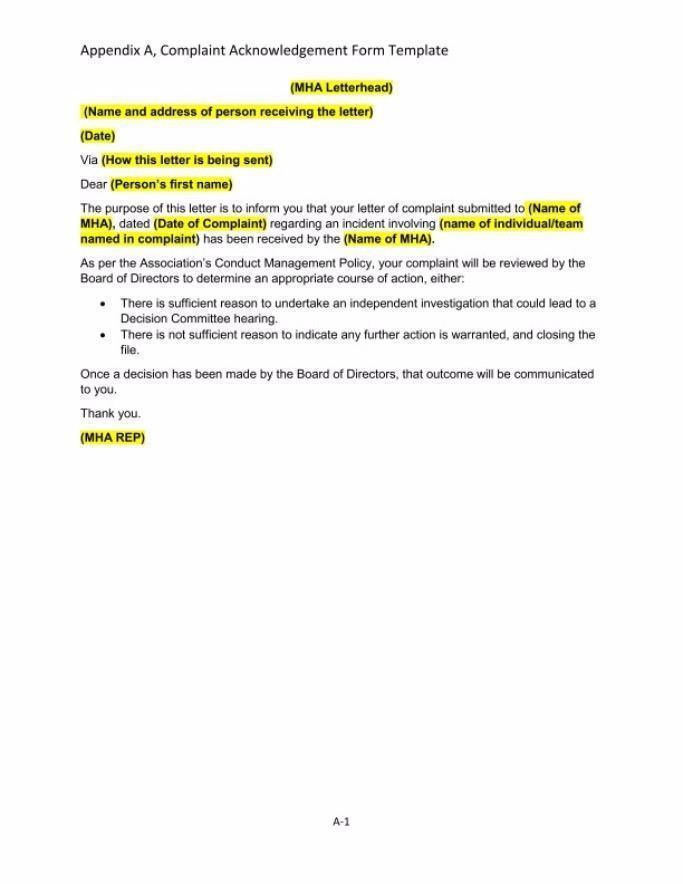 Appendix A, Complaint Acknowledgement Form Template
(MHA Letterhead)
(Name and address of person receiving the letter)
(Date)
Via (How this letter is being sent)
Dear (Person's first name)
The purpose of this letter is to inform you that your letter of complaint submitted to (Name of
MHA), dated (Date of Complaint) regarding an incident involving (name of individual/team
named in complaint) has been received by the (Name of MHA).
As per the Association's Conduct Management Policy, your complaint will be reviewed by the
Board of Directors to determine an appropriate course of action, either:
• There is sufficient reason to undertake an independent investigation that could lead to a
Decision Committee hearing.
• There is not sufficient reason to indicate any further action is warranted, and closing the
file.
Once a decision has been made by the Board of Directors, that outcome will be communicated
to you.
Thank you.
(MHA REP)
A-1